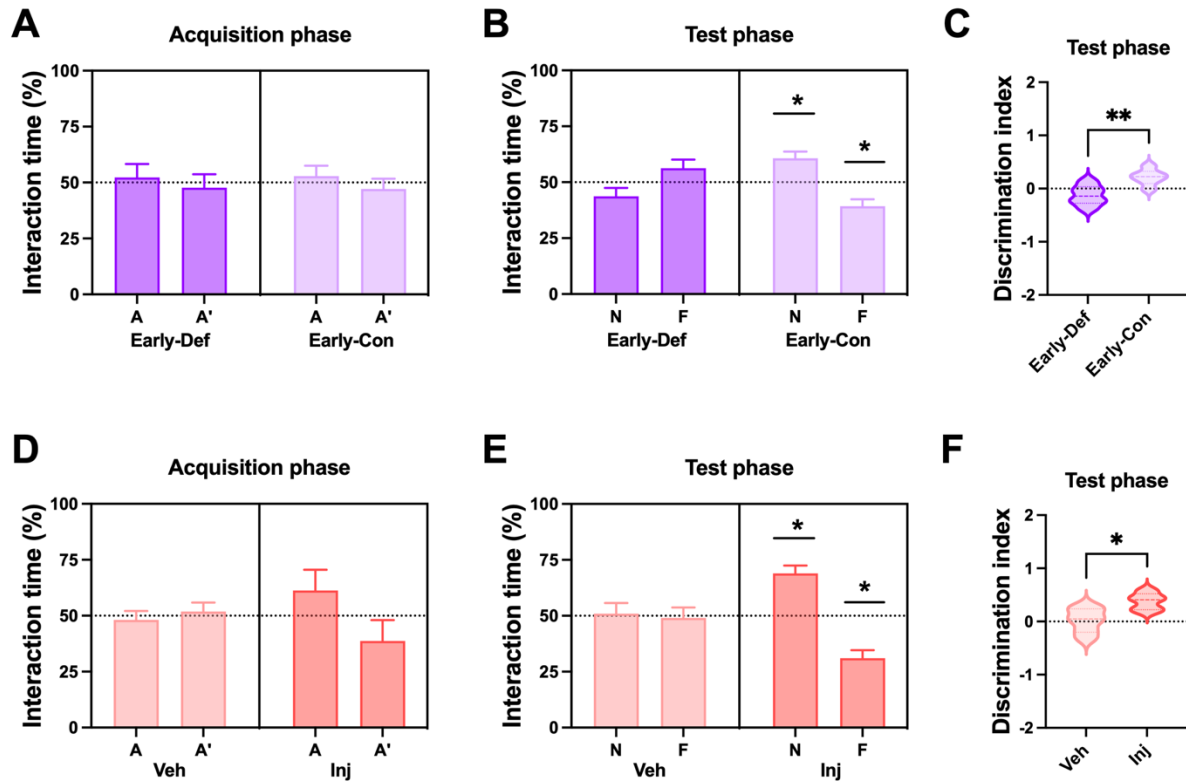 A
Acquisition phase
Interaction time (%)
100
75
50
25
0
A
A'
A
A'
Early-Def
Early-Con
B
Test phase
Interaction time (%)
100
75
50
25
0
*
*
N
F
N
F
Early-Def
Early-Con
C
Test phase
Discrimination index
2
1
0
-1
-2
**
Early-Def
Early-Con
D
Acquisition phase
Interaction time (%)
100
75
50
25
0
A
A'
A
A'
Veh
Inj
E
Test phase
Interaction time (%)
100
75
50
25
0
*
*
N
F
N
F
Veh
Inj
F
Test phase
Discrimination index
2
1
0
-1
-2
*
Veh
Inj